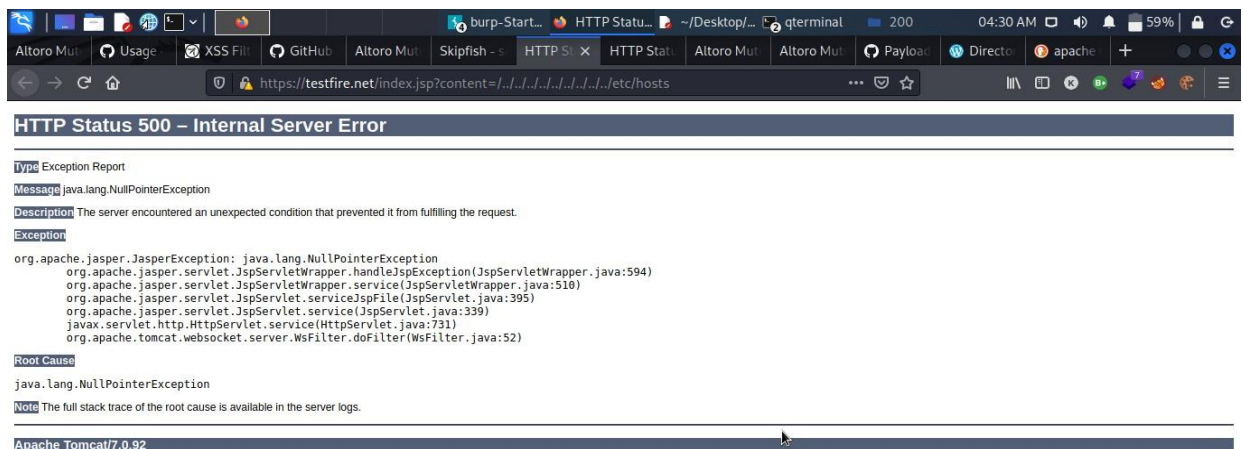 burp-Start... HTTP Statu... ~/Desktop/... qterminal 200 04:30 AM 59%
Altoro Mut Usage XSS Filt GitHub Altoro Mut Skipfish - s HTTP St HTTP Statu Altoro Mut Altoro Mut Payload Directo apache
https://testfire.net/index.jsp?content=/../../../../../../../../../etc/hosts
HTTP Status 500 – Internal Server Error
Type Exception Report
Message java.lang.NullPointerException
Description The server encountered an unexpected condition that prevented it from fulfilling the request.
Exception
org.apache.jasper.JasperException: java.lang.NullPointerException
org.apache.jasper.servlet.JspServletWrapper.handleJspException(JspServletWrapper.java:594)
org.apache.jasper.servlet.JspServletWrapper.service(JspServletWrapper.java:510)
org.apache.jasper.servlet.JspServlet.serviceJspFile(JspServlet.java:395)
org.apache.jasper.servlet.JspServlet.service(JspServlet.java:339)
javax.servlet.http.HttpServlet.service(HttpServlet.java:731)
org.apache.tomcat.websocket.server.WsFilter.doFilter(WsFilter.java:52)
Root Cause
java.lang.NullPointerException
Note The full stack trace of the root cause is available in the server logs.
Apache Tomcat/7.0.92